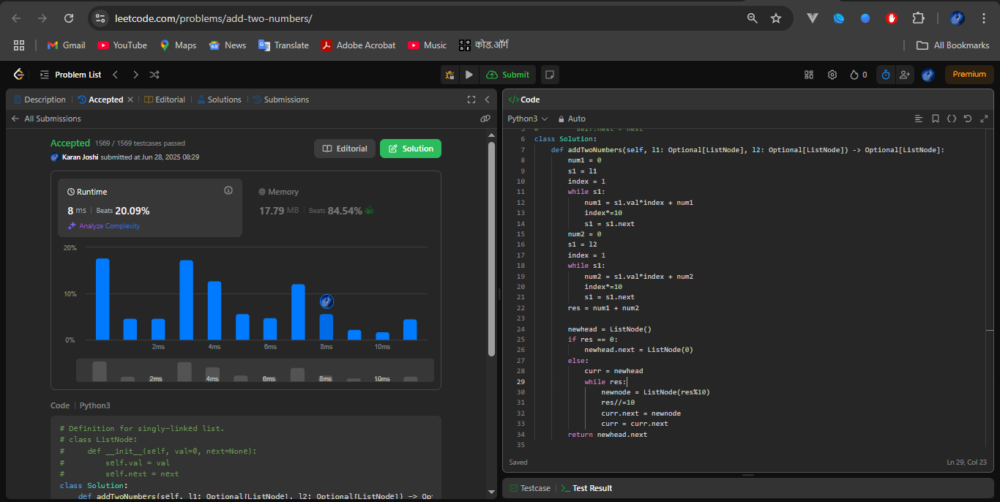 leetcode.com/problems/add-two-numbers/
Gmail YouTube Maps News Translate Adobe Acrobat Music कोड.ऑर्ग All Bookmarks
Problem List Submit 0 Premium
Description Accepted Editorial Solutions Submissions
All Submissions
Accepted 1569 / 1569 testcases passed
Karan Joshi submitted at Jun 28, 2025 08:29
Editorial Solution
Runtime
8 ms Beats 20.09%
Analyze Complexity
Memory
17.79 MB Beats 84.54%
20%
10%
0%
2ms 4ms 6ms 8ms 10ms
2ms 4ms 6ms 8ms 10ms
Code Python3
# Definition for singly-linked list.
# class ListNode:
#     def __init__(self, val=0, next=None):
#         self.val = val
#         self.next = next
class Solution:
    def addTwoNumbers(self, l1: Optional[ListNode], l2: Optional[ListNode]) -> Op
Code
Python3 Auto
5 #         self.next = next
6 class Solution:
7     def addTwoNumbers(self, l1: Optional[ListNode], l2: Optional[ListNode]) -> Optional[ListNode]:
8         num1 = 0
9         s1 = l1
10         index = 1
11         while s1:
12             num1 = s1.val*index + num1
13             index*=10
14             s1 = s1.next
15         num2 = 0
16         s1 = l2
17         index = 1
18         while s1:
19             num2 = s1.val*index + num2
20             index*=10
21             s1 = s1.next
22         res = num1 + num2
23
24         newhead = ListNode()
25         if res == 0:
26             newhead.next = ListNode(0)
27         else:
28             curr = newhead
29             while res:
30                 newnode = ListNode(res%10)
31                 res//=10
32                 curr.next = newnode
33                 curr = curr.next
34         return newhead.next
35
Saved Ln 29, Col 23
Testcase Test Result